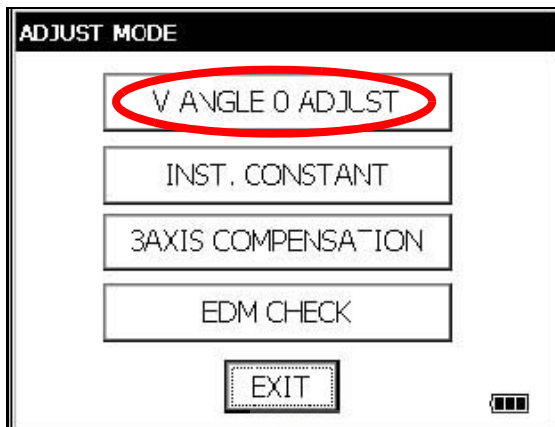 ADJUST MODE
V ANGLE 0 ADJUST
INST. CONSTANT
3AXIS COMPENSATION
EDM CHECK
EXIT